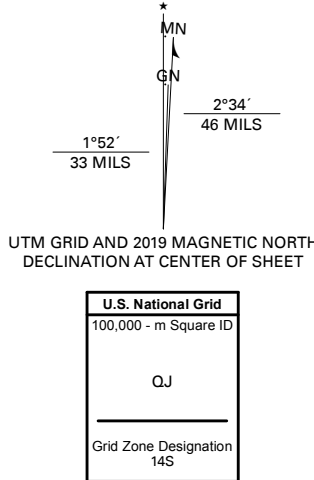 MN
GN
2°34´
46 MILS
1°52´
33 MILS
UTM GRID AND 2019 MAGNETIC NORTH
DECLINATION AT CENTER OF SHEET
U.S. National Grid
100,000 - m Square ID
QJ
Grid Zone Designation
14S